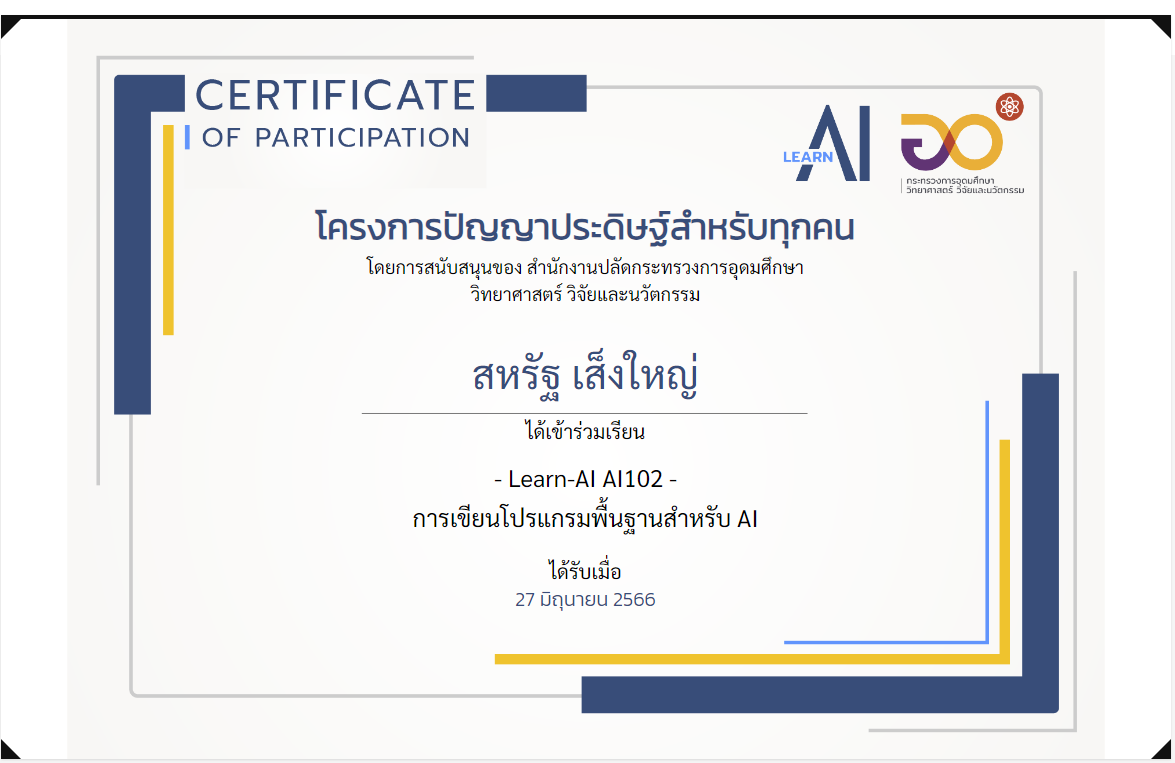 CERTIFICATE
OF PARTICIPATION
LEARN AI
กระทรวงการอุดมศึกษา
วิทยาศาสตร์ วิจัยและนวัตกรรม
โครงการปัญญาประดิษฐ์สำหรับทุกคน
โดยการสนับสนุนของ สำนักงานปลัดกระทรวงการอุดมศึกษา
วิทยาศาสตร์ วิจัยและนวัตกรรม
สหรัฐ เส็งใหญ่
ได้เข้าร่วมเรียน
- Learn-AI AI102 -
การเขียนโปรแกรมพื้นฐานสำหรับ AI
ได้รับเมื่อ
27 มิถุนายน 2566